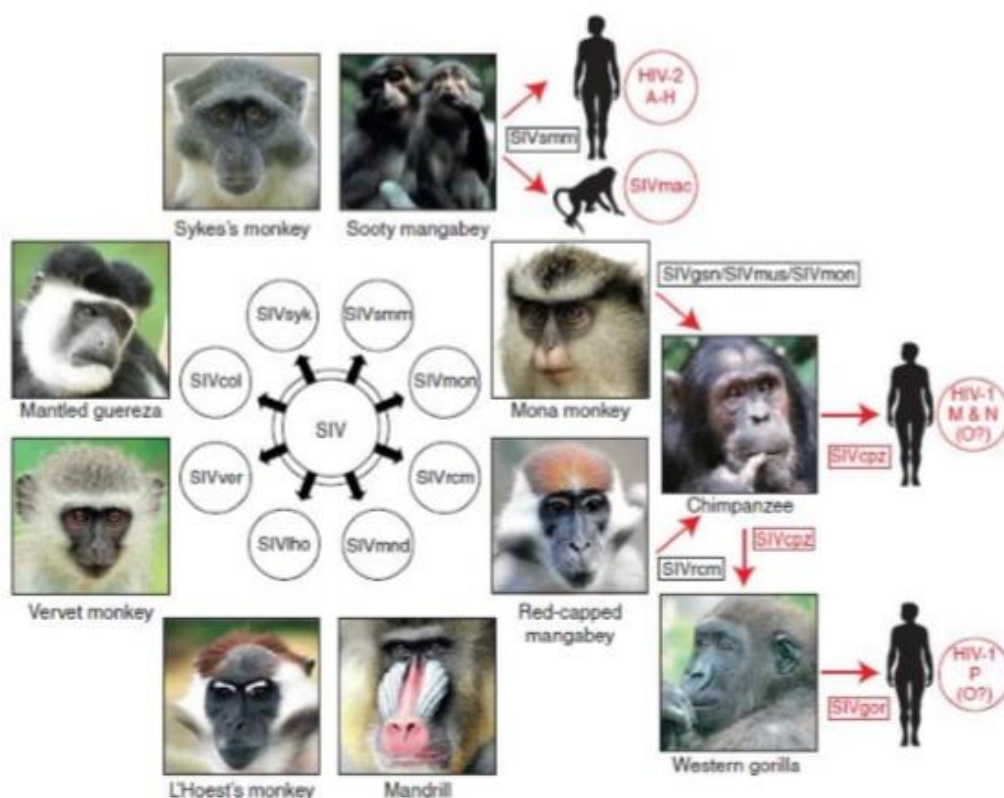 HIV-2
A-H
SIVsmm
SIVmac
Sykes's monkey
Sooty mangabey
SIVgsn/SIVmus/SIVmon
SIVsyk
SIVsmm
SIVcol
SIVmon
Mantled guereza
Mona monkey
SIV
HIV-1
M & N
(O?)
SIVcpz
SIVver
SIVrcm
Chimpanzee
SIVlho
SIVmnd
SIVcpz
SIVrcm
Vervet monkey
Red-capped
mangabey
HIV-1
P
(O?)
SIVgor
L'Hoest's monkey
Mandrill
Western gorilla